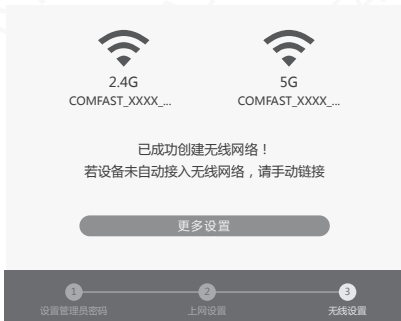 2.4G 5G
COMFAST_XXXX_... COMFAST_XXXX_...
已成功创建无线网络！
若设备未自动接入无线网络，请手动链接
更多设置
1 2 3
设置管理员密码 上网设置 无线设置